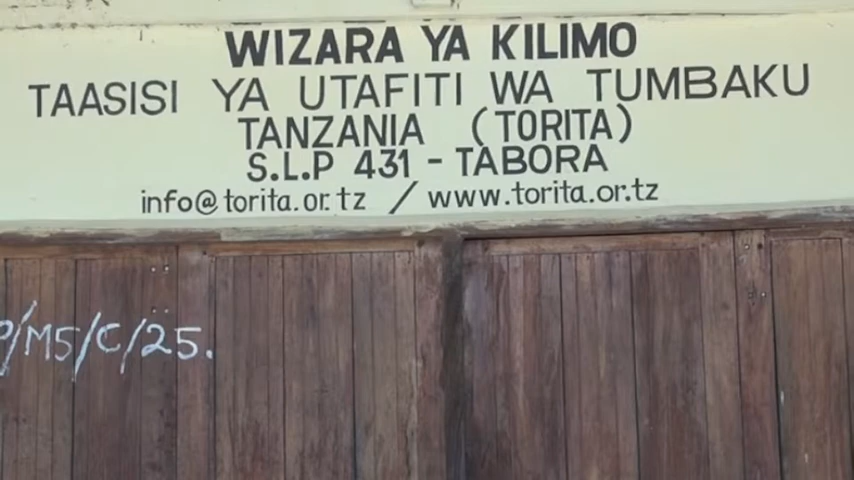 WIZARA YA KILIMO
TAASISI YA UTAFITI WA TUMBAKU
TANZANIA (TORITA)
S.L.P 431 - TABORA
info@torita.or.tz / www.torita.or.tz
/M5/C/25.